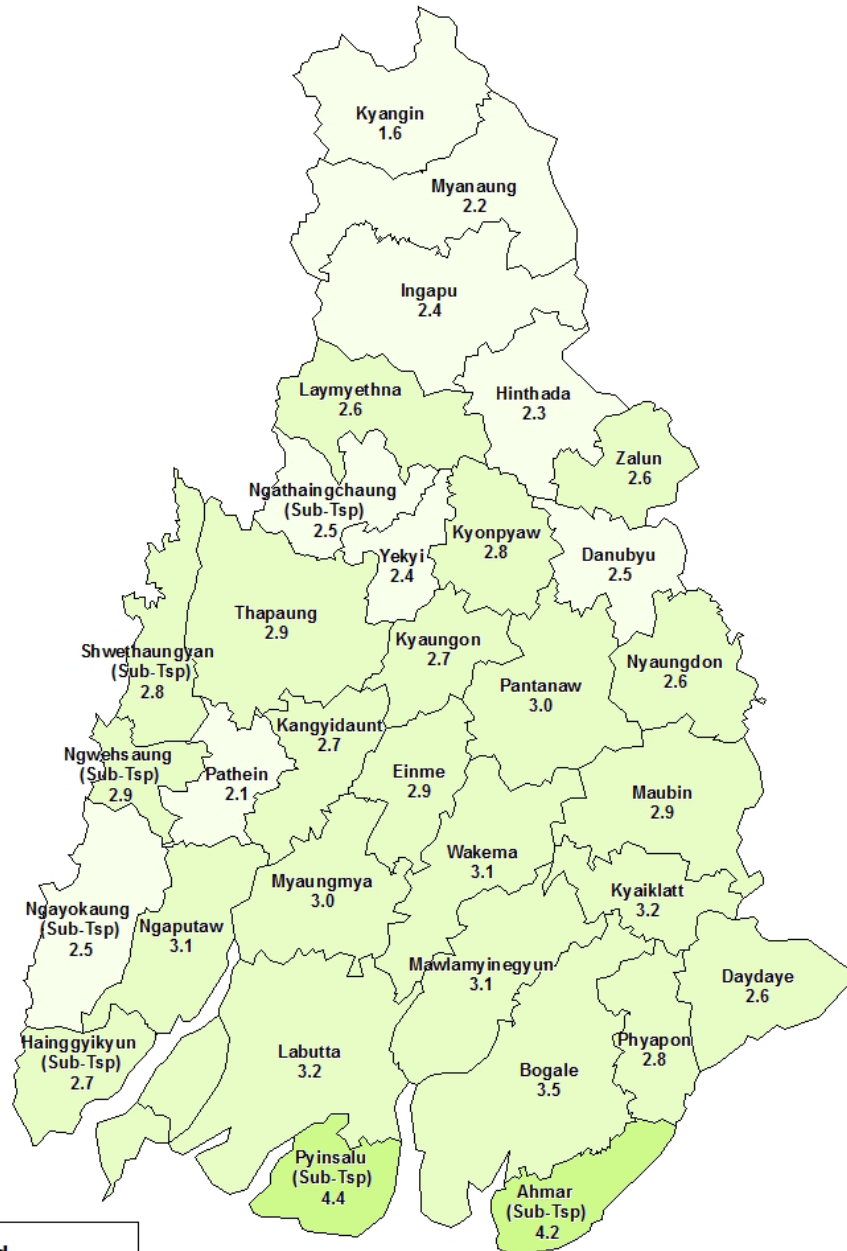 Kyangin
1.6
Myanaung
2.2
Ingapu
2.4
Laymyethna
2.6
Hinthada
2.3
Zalun
2.6
Ngathaingchaung
(Sub-Tsp)
2.5
Yekyi
2.4
Kyonpyaw
2.8
Danubyu
2.5
Thapaung
2.9
Shwethaungyan
(Sub-Tsp)
2.8
Kyaungon
2.7
Nyaungdon
2.6
Pantanaw
3.0
Kangyidaunt
2.7
Ngwehsaung
(Sub-Tsp)
2.9
Pathein
2.1
Einme
2.9
Maubin
2.9
Wakema
3.1
Myaungmya
3.0
Kyaiklatt
3.2
Ngayokaung
(Sub-Tsp)
2.5
Ngaputaw
3.1
Mawlamyinegyun
3.1
Daydaye
2.6
Hainggyikyun
(Sub-Tsp)
2.7
Labutta
3.2
Phyapon
2.8
Bogale
3.5
Pyinsalu
(Sub-Tsp)
4.4
Ahmar
(Sub-Tsp)
4.2